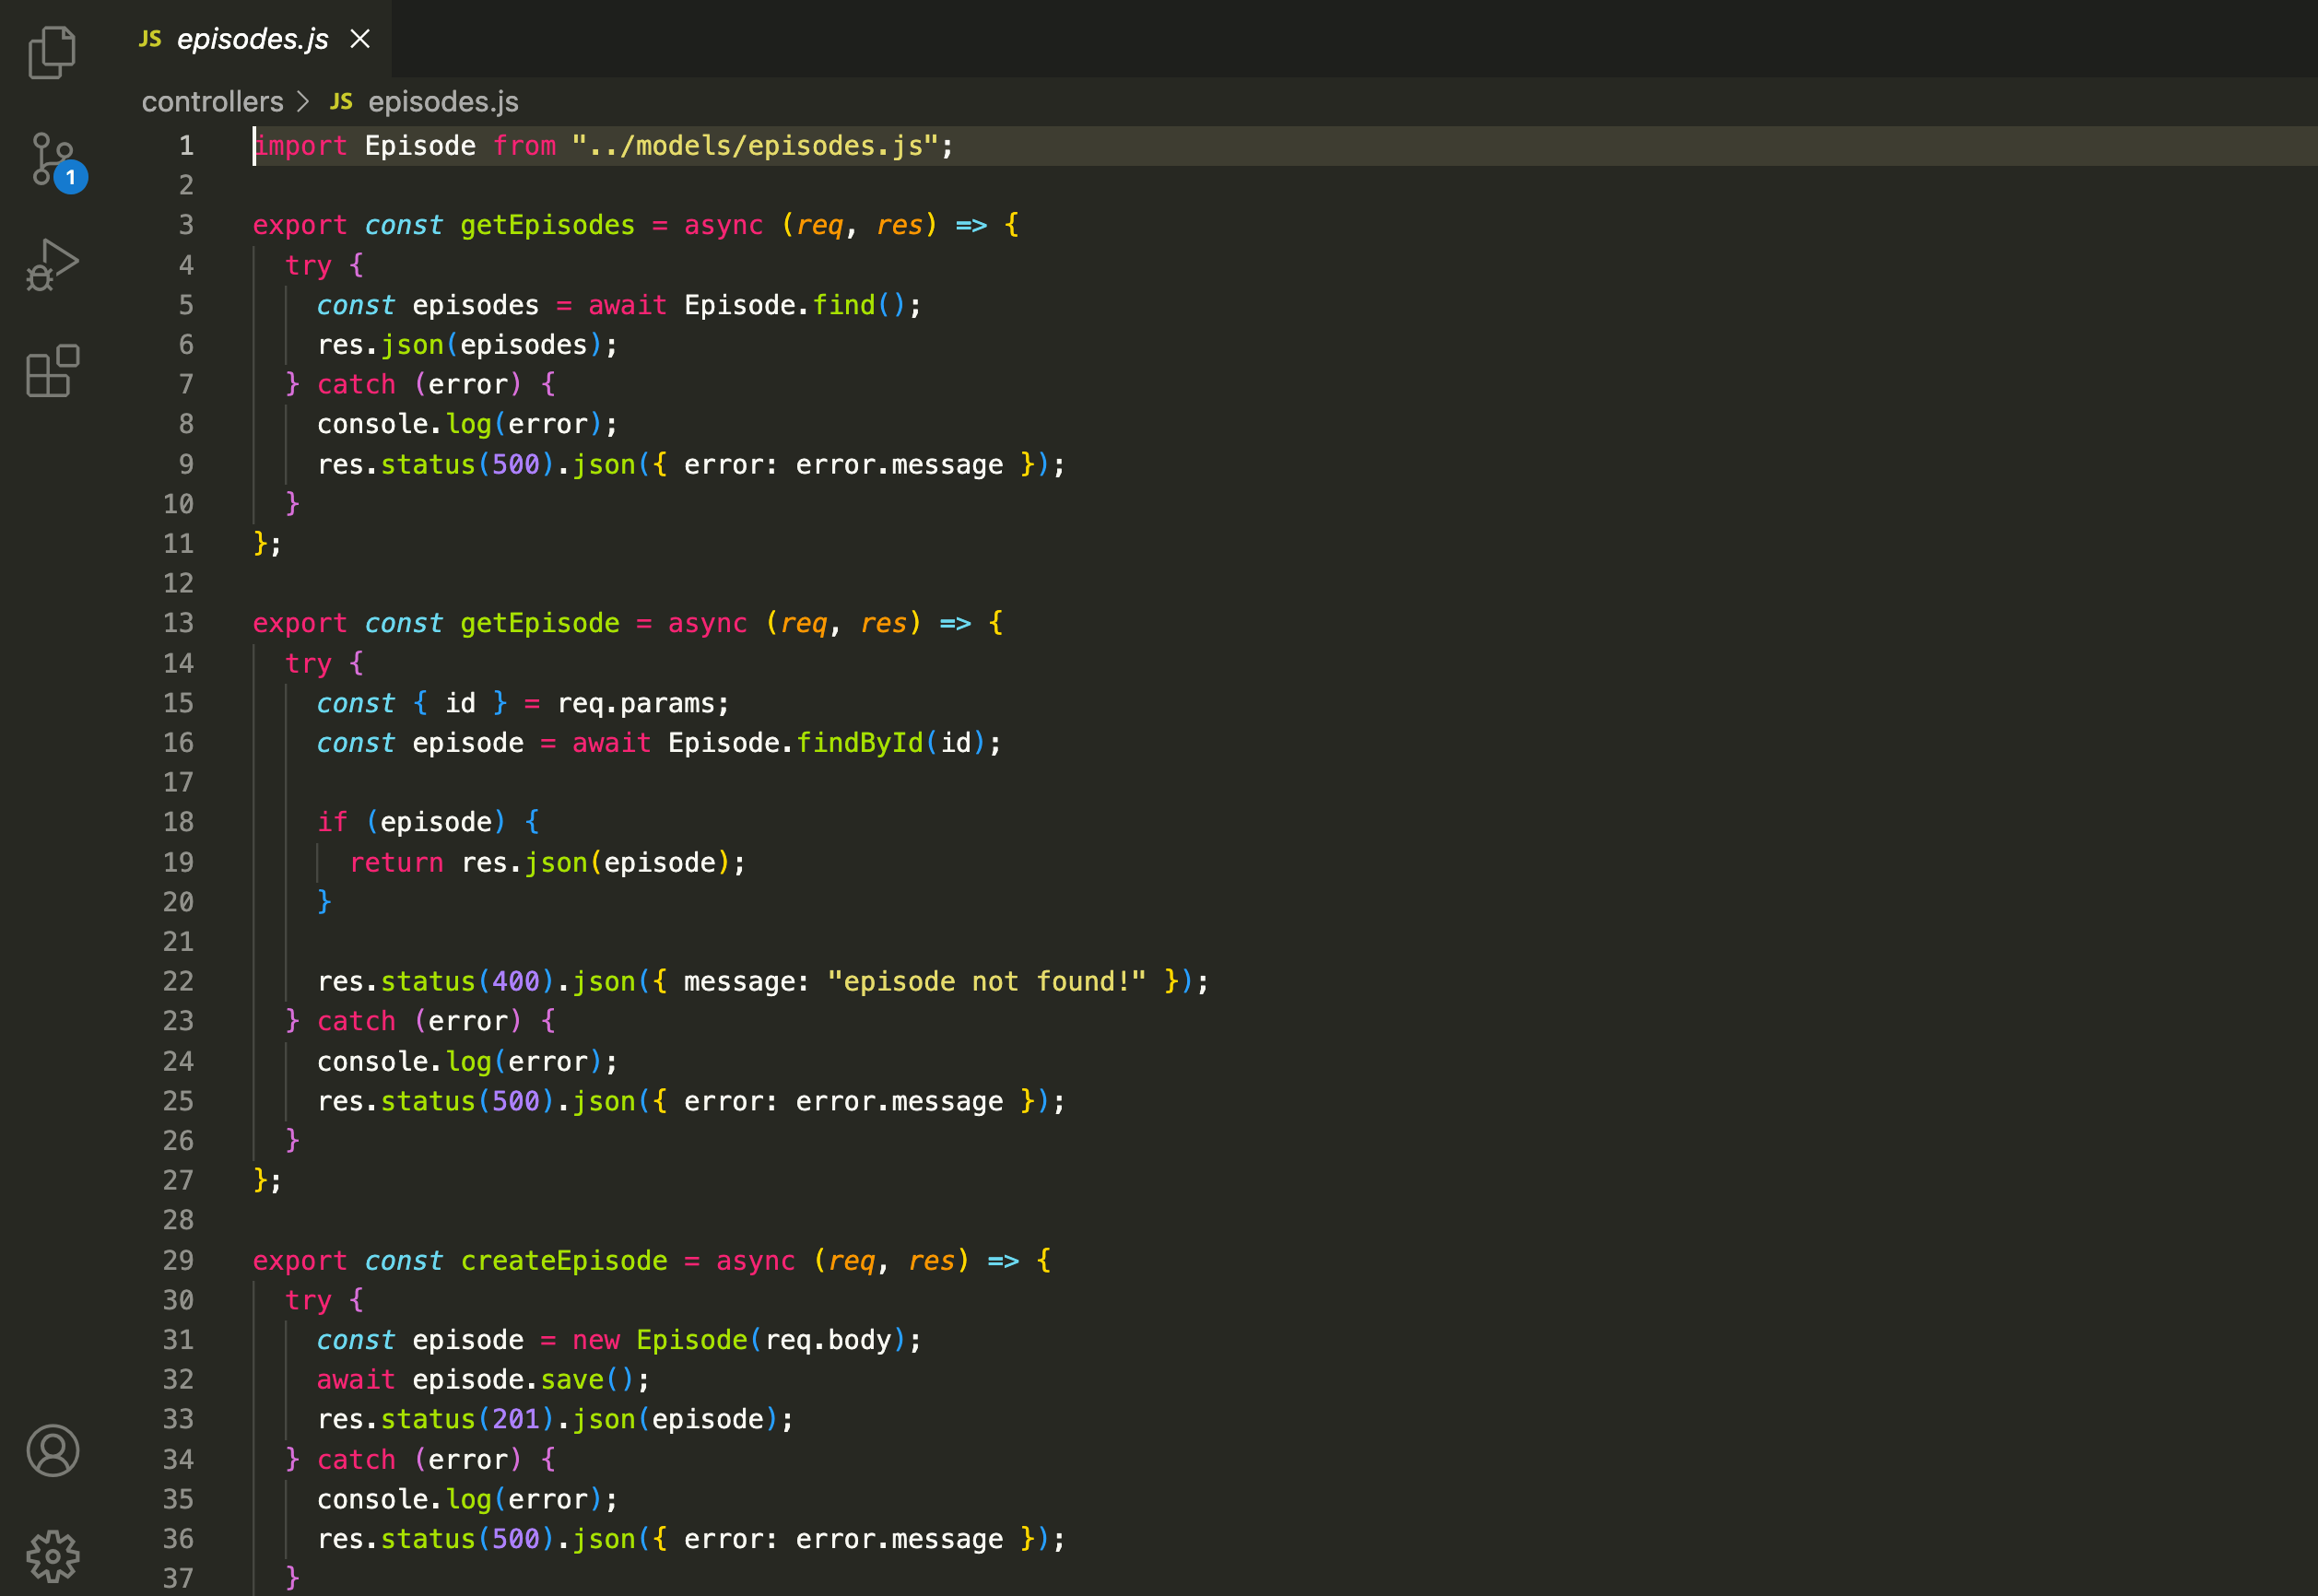 JS episodes.js
controllers > JS episodes.js
1
1 import Episode from "../models/episodes.js";
2
3 export const getEpisodes = async (req, res) => {
4   try {
5     const episodes = await Episode.find();
6     res.json(episodes);
7   } catch (error) {
8     console.log(error);
9     res.status(500).json({ error: error.message });
10   }
11 };
12
13 export const getEpisode = async (req, res) => {
14   try {
15     const { id } = req.params;
16     const episode = await Episode.findById(id);
17
18     if (episode) {
19       return res.json(episode);
20     }
21
22     res.status(400).json({ message: "episode not found!" });
23   } catch (error) {
24     console.log(error);
25     res.status(500).json({ error: error.message });
26   }
27 };
28
29 export const createEpisode = async (req, res) => {
30   try {
31     const episode = new Episode(req.body);
32     await episode.save();
33     res.status(201).json(episode);
34   } catch (error) {
35     console.log(error);
36     res.status(500).json({ error: error.message });
37   }